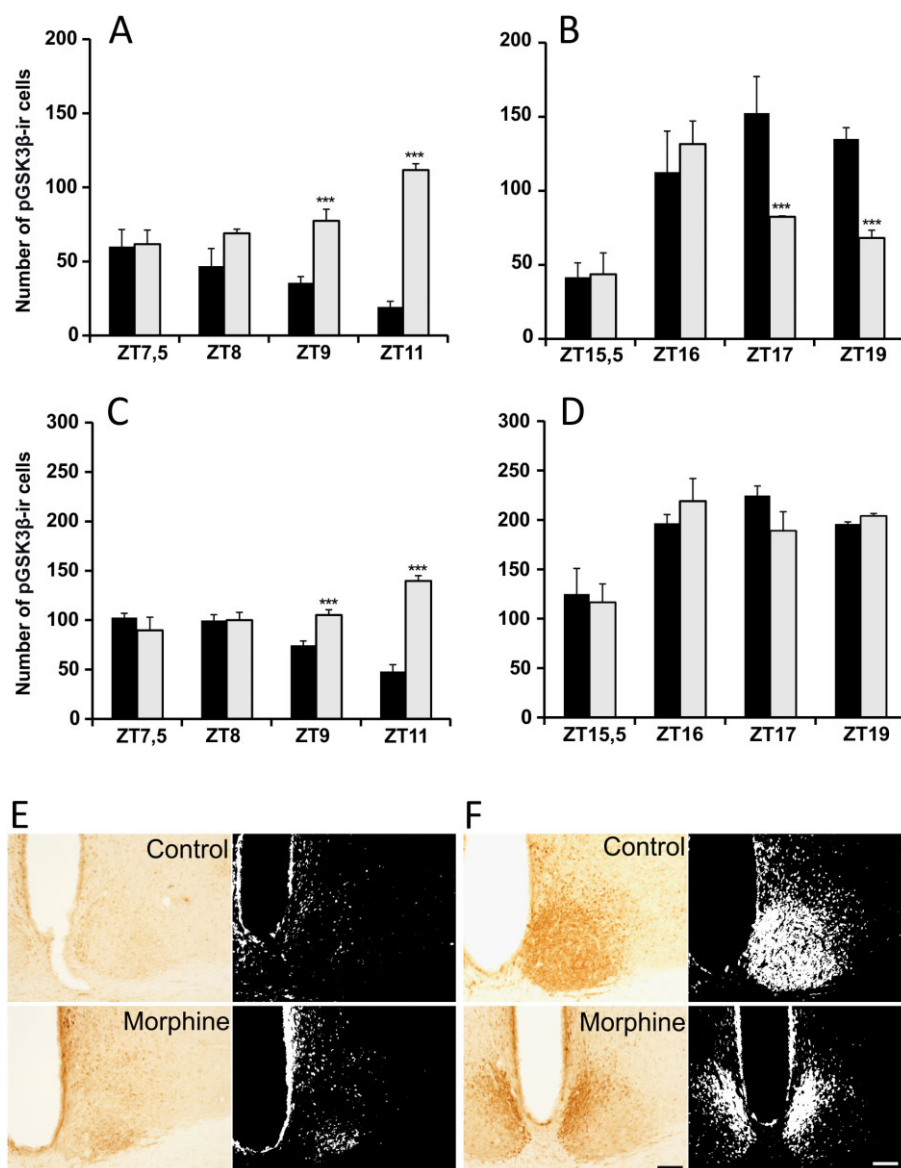 A
B
Number of pGSK3β-ir cells
200
150
100
50
0
***
***
ZT7,5 ZT8 ZT9 ZT11
200
150
100
50
0
***
***
ZT15,5 ZT16 ZT17 ZT19
C
D
Number of pGSK3β-ir cells
300
250
200
150
100
50
0
***
***
ZT7,5 ZT8 ZT9 ZT11
300
250
200
150
100
50
0
ZT15,5 ZT16 ZT17 ZT19
E
F
Control
Control
Morphine
Morphine